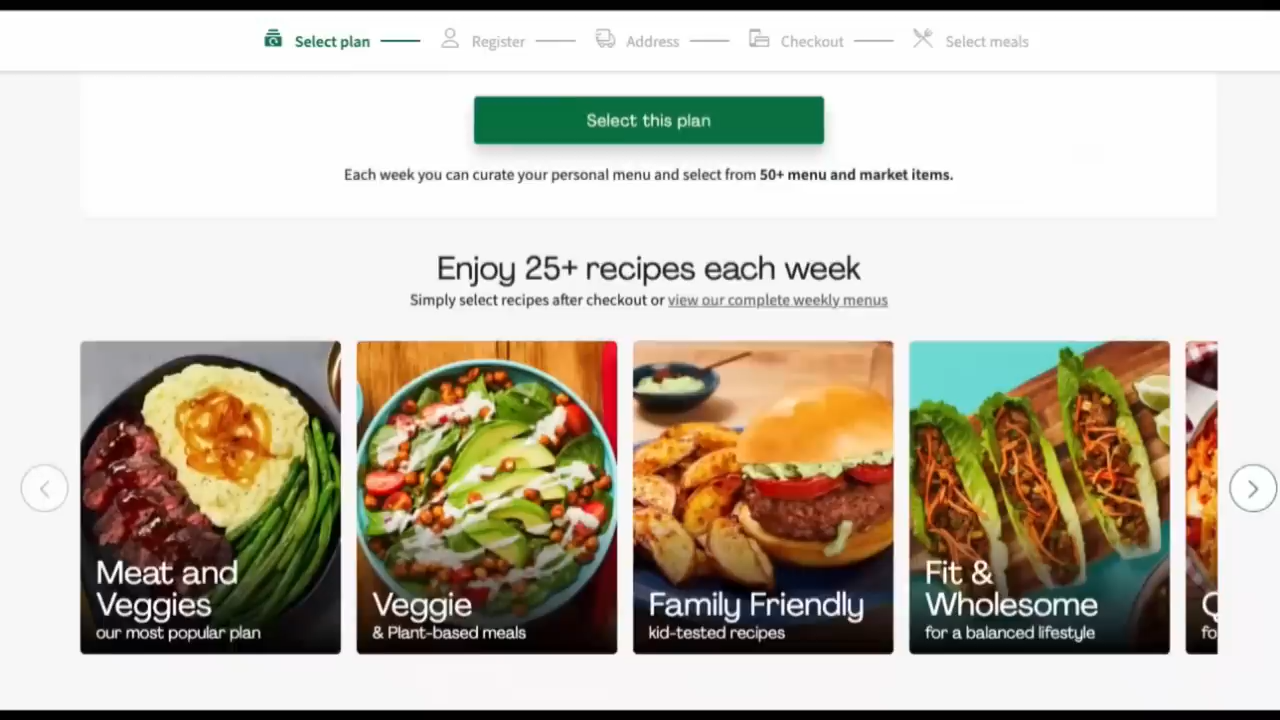 Select plan
Register
Address
Checkout
Select meals
Select this plan
Each week you can curate your personal menu and select from 50+ menu and market items.
Enjoy 25+ recipes each week
Simply select recipes after checkout or view our complete weekly menus
Meat and
Veggies
our most popular plan
Veggie
& Plant-based meals
Family Friendly
kid-tested recipes
Fit &
Wholesome
for a balanced lifestyle